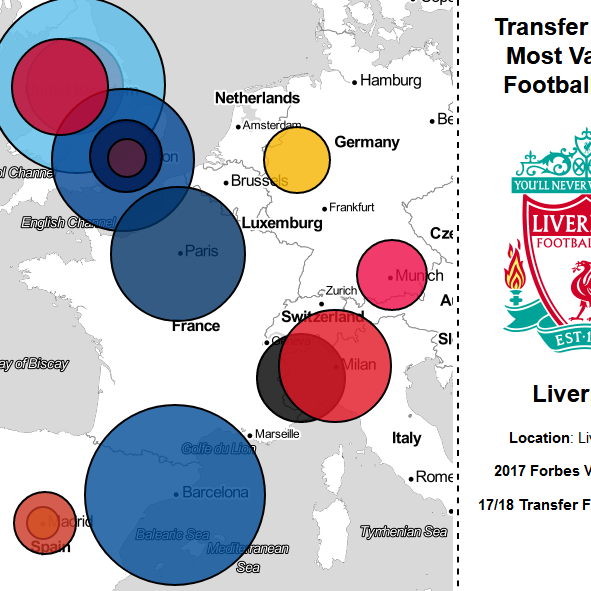 Hamburg
Netherlands
Amsterdam
Be
Germany
Brussels
Frankfurt
Luxemburg
Cze
English Channel
Paris
Munich
Zurich
Switzerland
A
Sl
France
Milan
ay of Biscay
Marseille
Golfe du Lion
Italy
Rome
Barcelona
Madrid
Spain
Balearic Sea
Mediterranean
Sea
Tyrrhenian Sea
Transfer
Most Va
Footbal
YOU'LL NEVER
LIVER
FOOTBAL
EST·1
Liver
Location: Li
2017 Forbes V
17/18 Transfer F